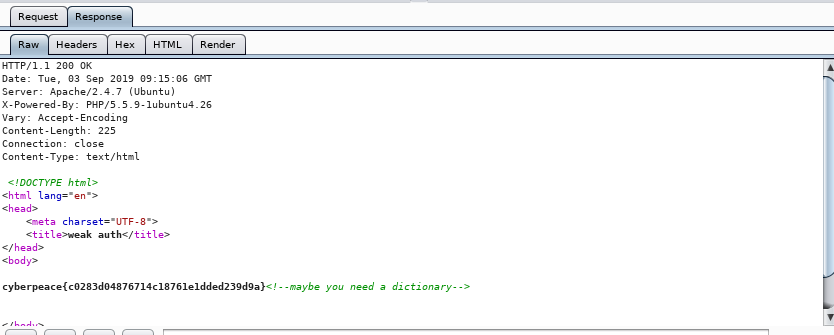 Request Response
Raw Headers Hex HTML Render
HTTP/1.1 200 OK
Date: Tue, 03 Sep 2019 09:15:06 GMT
Server: Apache/2.4.7 (Ubuntu)
X-Powered-By: PHP/5.5.9-1ubuntu4.26
Vary: Accept-Encoding
Content-Length: 225
Connection: close
Content-Type: text/html
<!DOCTYPE html>
<html lang="en">
<head>
<meta charset="UTF-8">
<title>weak auth</title>
</head>
<body>
cyberpeace{c0283d04876714c18761e1dded239d9a}<!--maybe you need a dictionary-->
</body>